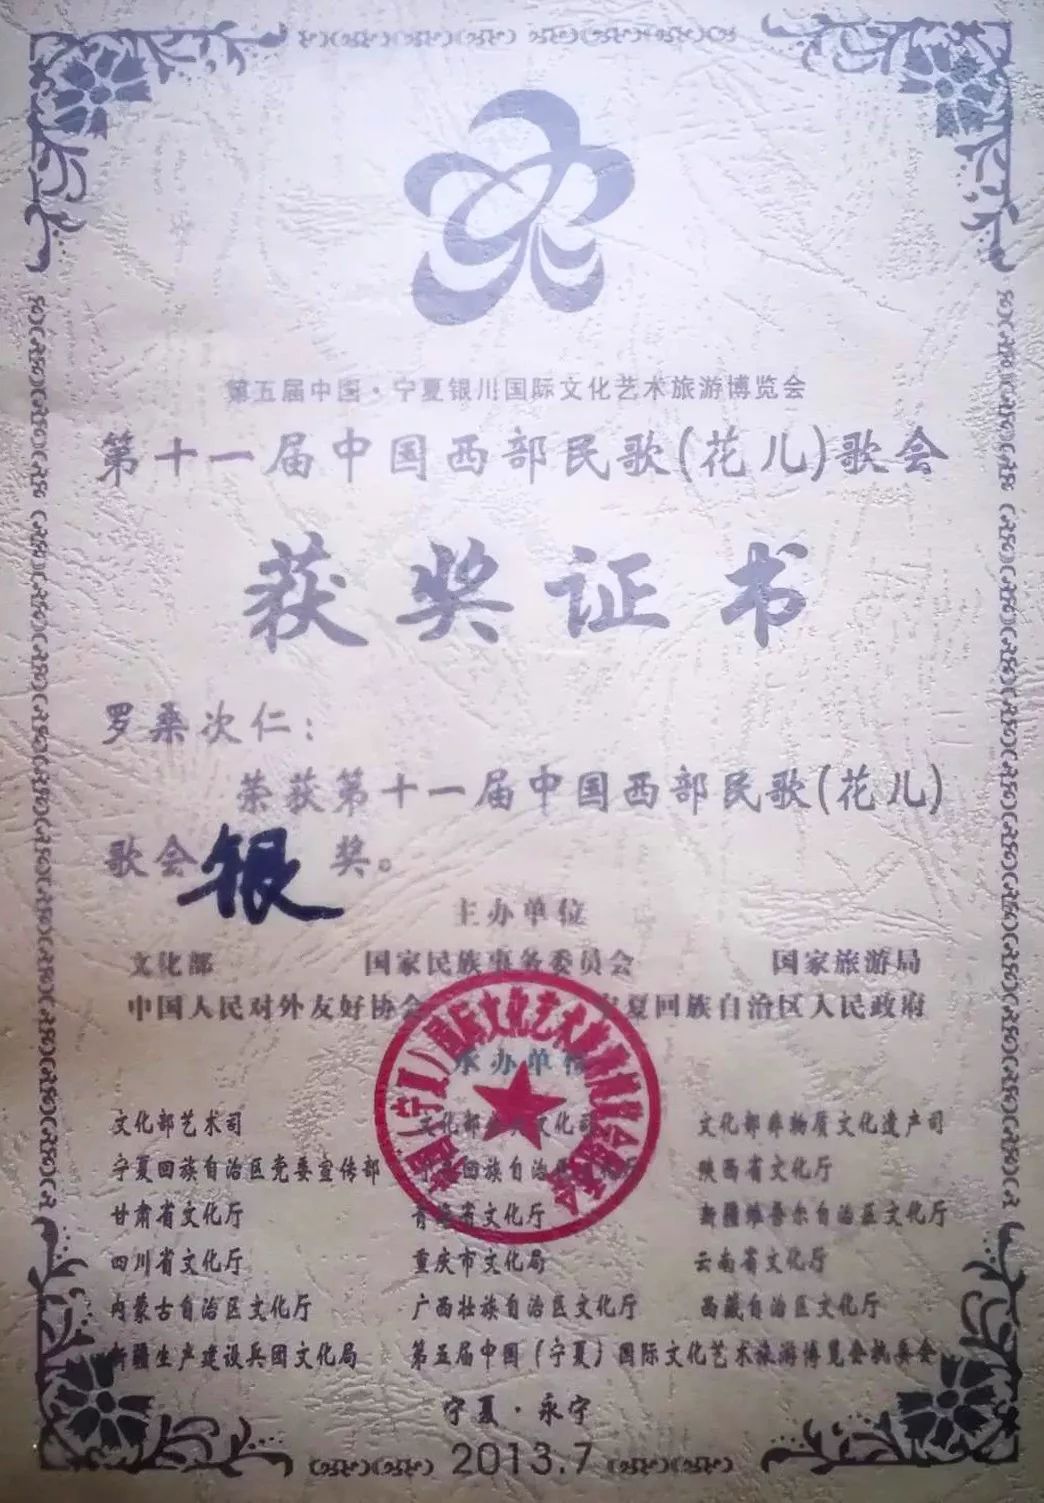 第五届中国·宁夏银川国际文化艺术旅游博览会
第十一届中国西部民歌(花儿)歌会
获奖证书
罗桑次仁:
荣获第十一届中国西部民歌(花儿)
歌会银奖。
主办单位
文化部 国家民族事务委员会 国家旅游局
中国人民对外友好协会 宁夏回族自治区人民政府
承办单位
文化部艺术司 文化部 文化司 文化部非物质文化遗产司
宁夏回族自治区党委宣传部 宁夏回族自治区 陕西省文化厅
甘肃省文化厅 青海省文化厅 新疆维吾尔自治区文化厅
四川省文化厅 重庆市文化局 云南省文化厅
内蒙古自治区文化厅 广西壮族自治区文化厅 西藏自治区文化厅
新疆生产建设兵团文化局 第五届中国(宁夏)国际文化艺术旅游博览会执委会
宁夏·永宁
2013.7